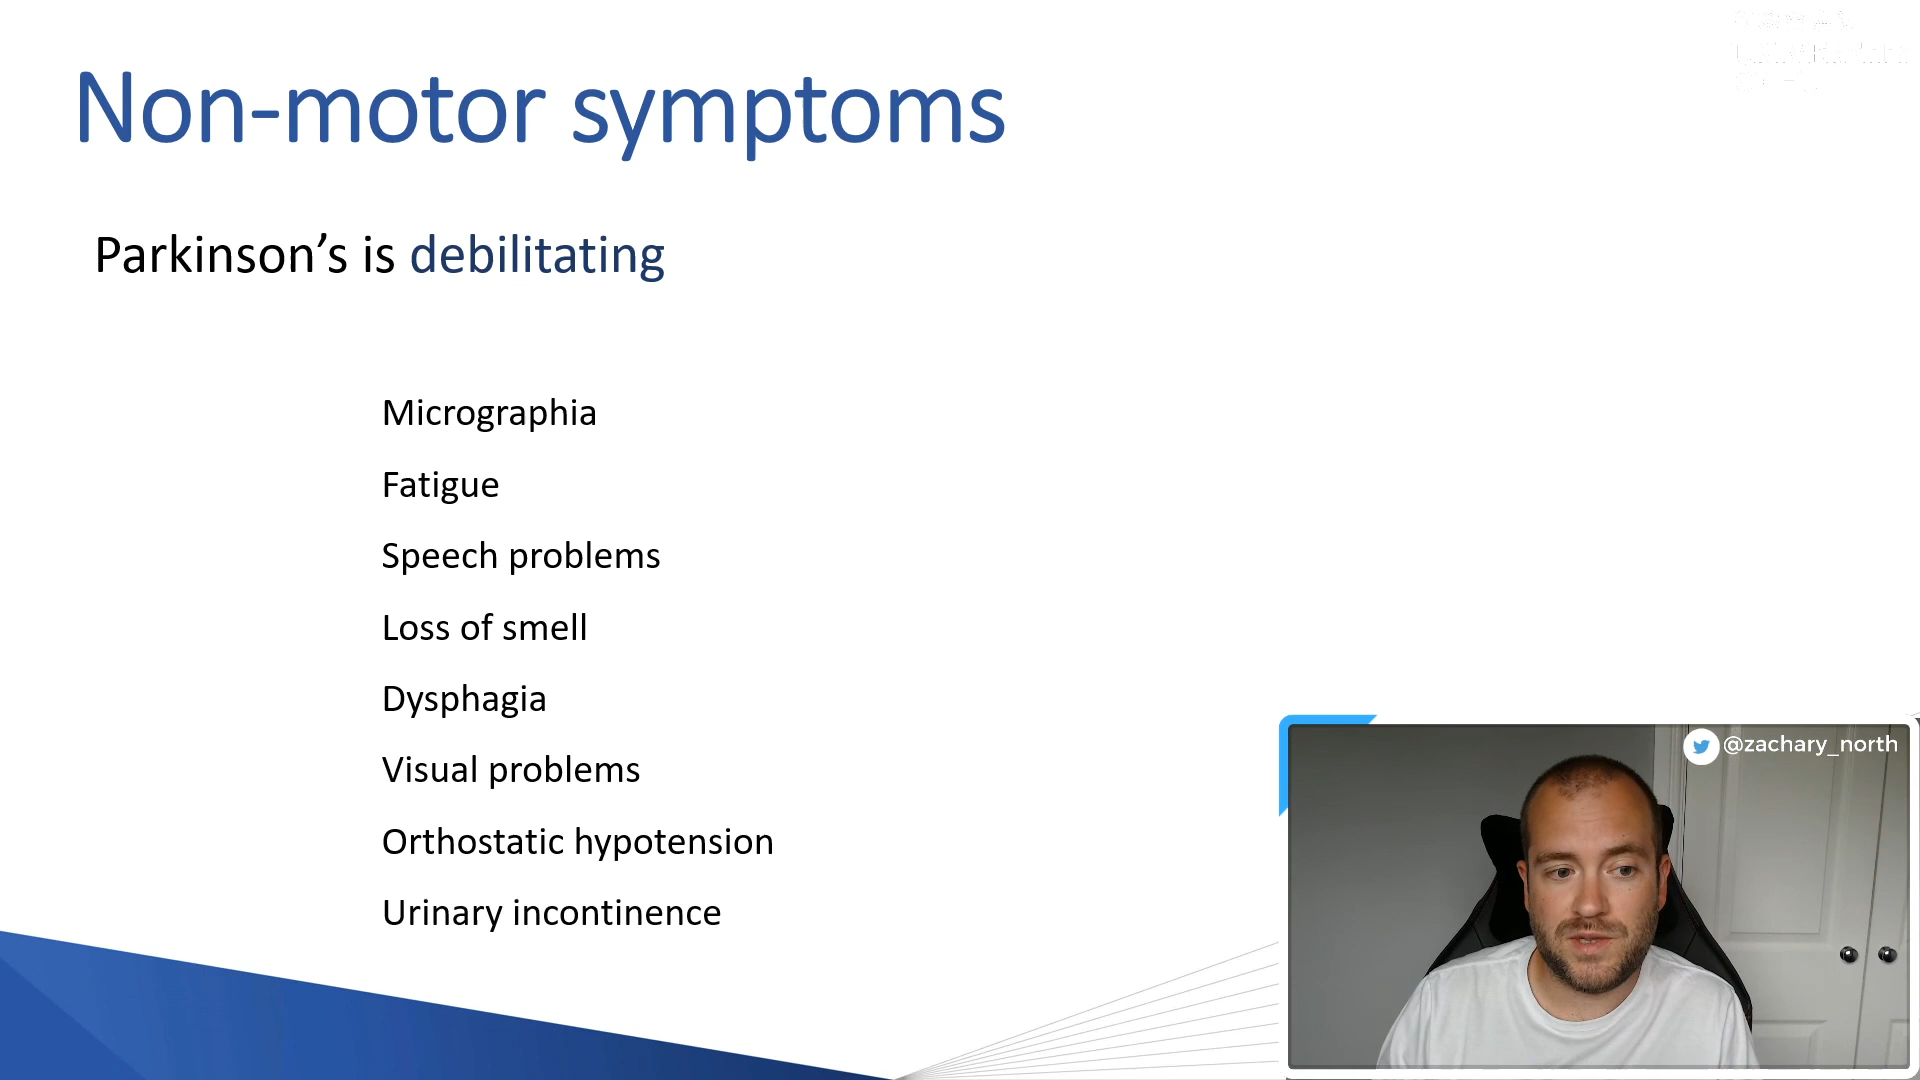 Non-motor symptoms
Parkinson’s is debilitating
Micrographia
Fatigue
Speech problems
Loss of smell
Dysphagia
Visual problems
Orthostatic hypotension
Urinary incontinence
@zachary_north